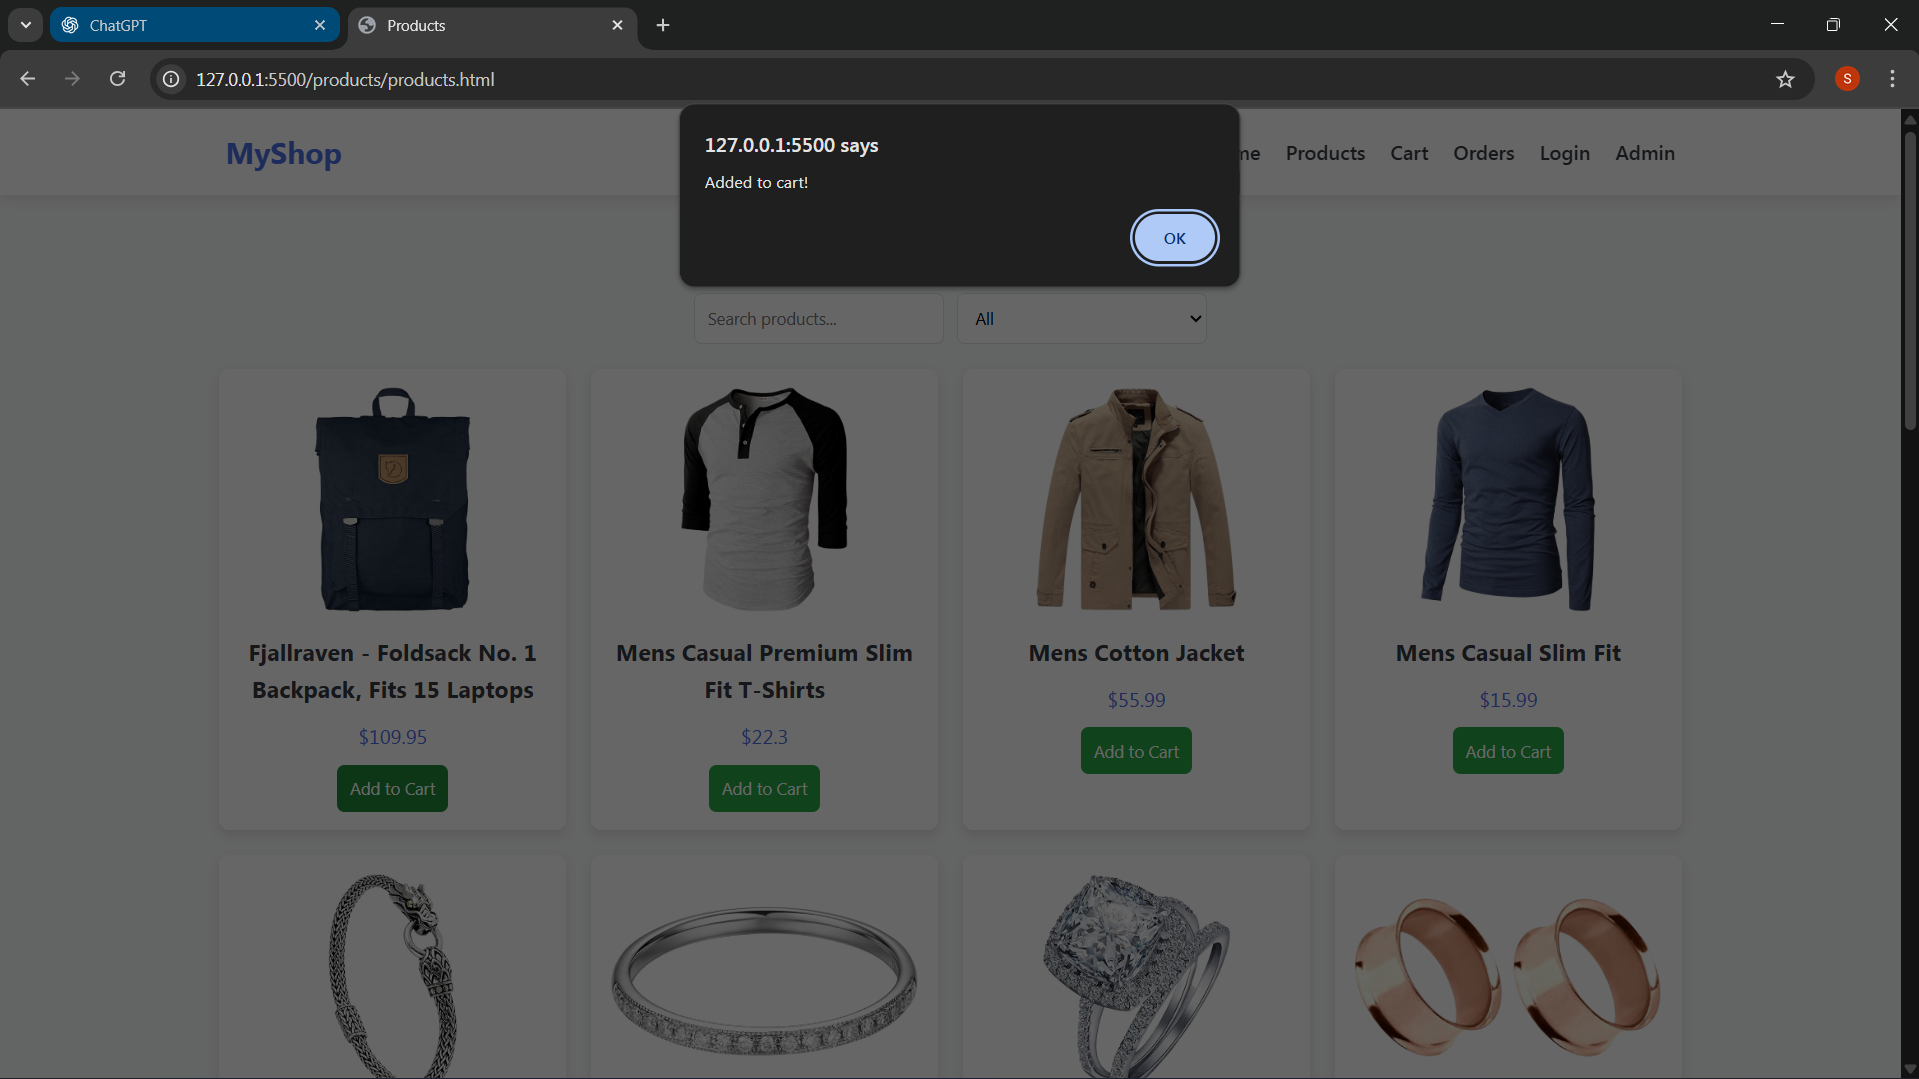 ChatGPT
Products
127.0.0.1:5500/products/products.html
S
MyShop
127.0.0.1:5500 says
Added to cart!
OK
me Products Cart Orders Login Admin
Search products...
All
Fjallraven - Foldsack No. 1
Backpack, Fits 15 Laptops
$109.95
Add to Cart
Mens Casual Premium Slim
Fit T-Shirts
$22.3
Add to Cart
Mens Cotton Jacket
$55.99
Add to Cart
Mens Casual Slim Fit
$15.99
Add to Cart